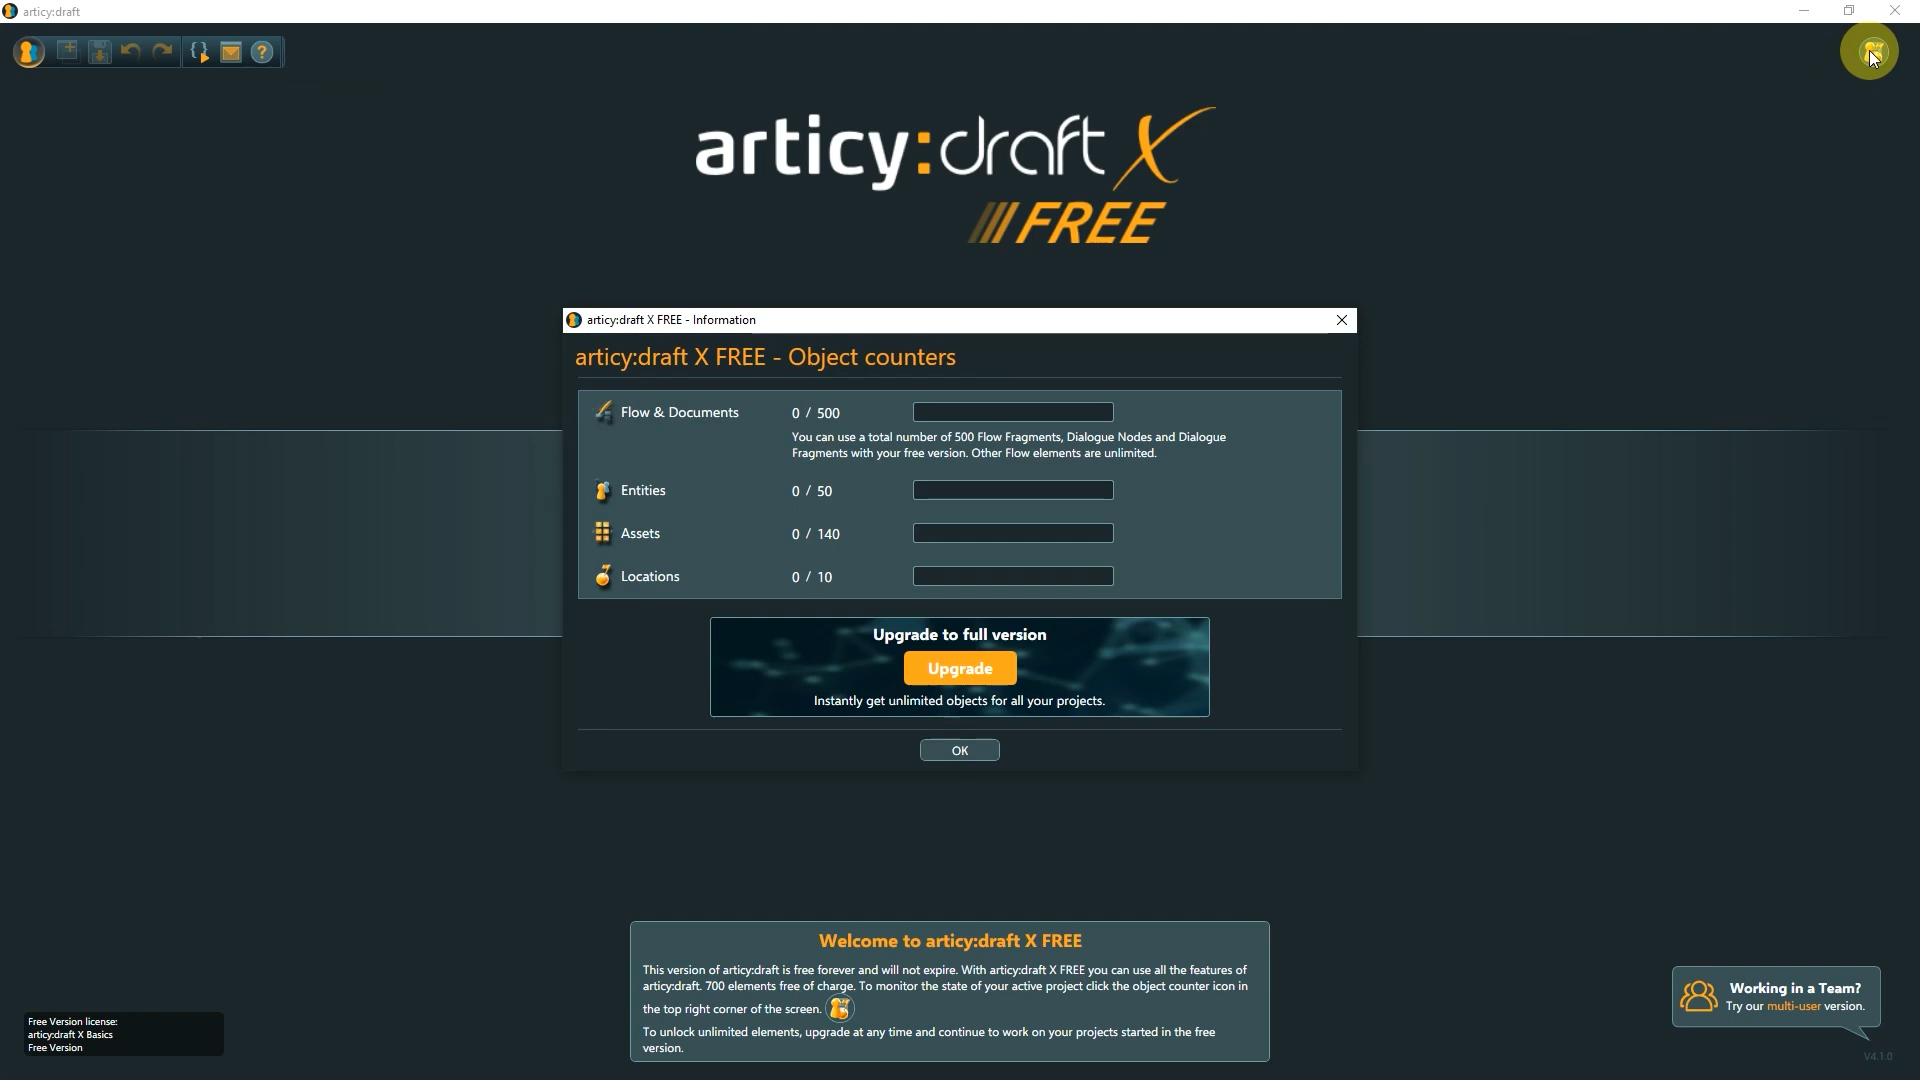 articy:draft
articy:draft X
FREE
articy:draft X FREE - Information
articy:draft X FREE - Object counters
Flow & Documents 0 / 500
You can use a total number of 500 Flow Fragments, Dialogue Nodes and Dialogue
Fragments with your free version. Other Flow elements are unlimited.
Entities 0 / 50
Assets 0 / 140
Locations 0 / 10
Upgrade to full version
Upgrade
Instantly get unlimited objects for all your projects.
OK
Welcome to articy:draft X FREE
This version of articy:draft is free forever and will not expire. With articy:draft X FREE you can use all the features of
articy:draft. 700 elements free of charge. To monitor the state of your active project click the object counter icon in
the top right corner of the screen.
To unlock unlimited elements, upgrade at any time and continue to work on your projects started in the free
version.
Free Version license:
articy:draft X Basics
Free Version
Working in a Team?
Try our multi-user version.
V4.1.0